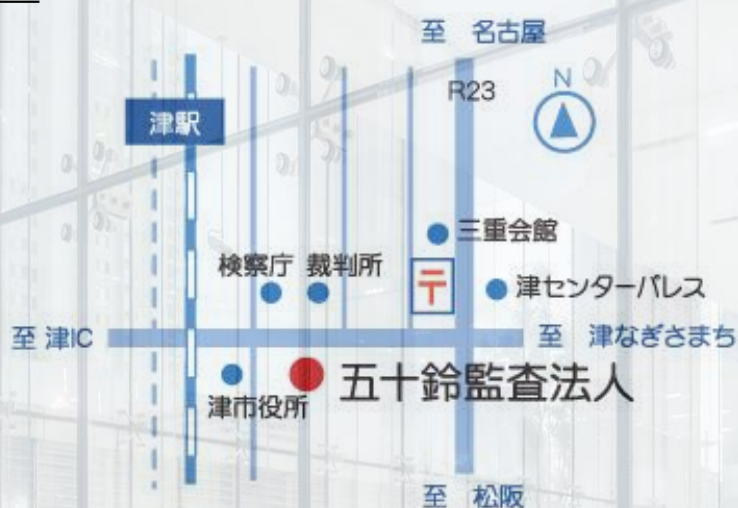 至 名古屋
R23
N
津駅
三重会館
検察庁 裁判所
〒
津センターパレス
至 津IC
至 津なぎさまち
五十鈴監査法人
津市役所
至 松阪